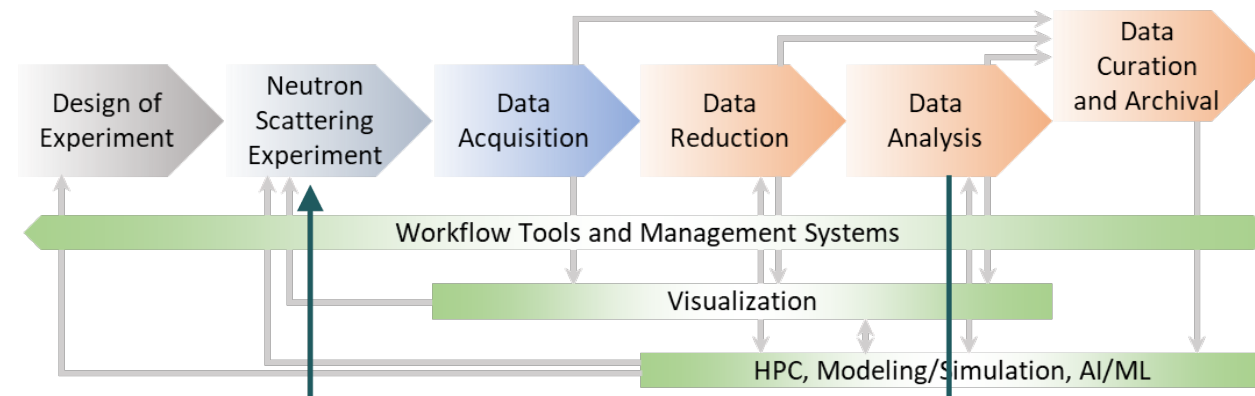 Design of
Experiment
Neutron
Scattering
Experiment
Data
Acquisition
Data
Reduction
Data
Analysis
Data
Curation
and Archival
Workflow Tools and Management Systems
Visualization
HPC, Modeling/Simulation, AI/ML